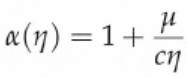 α(η) = 1 + μ/cη